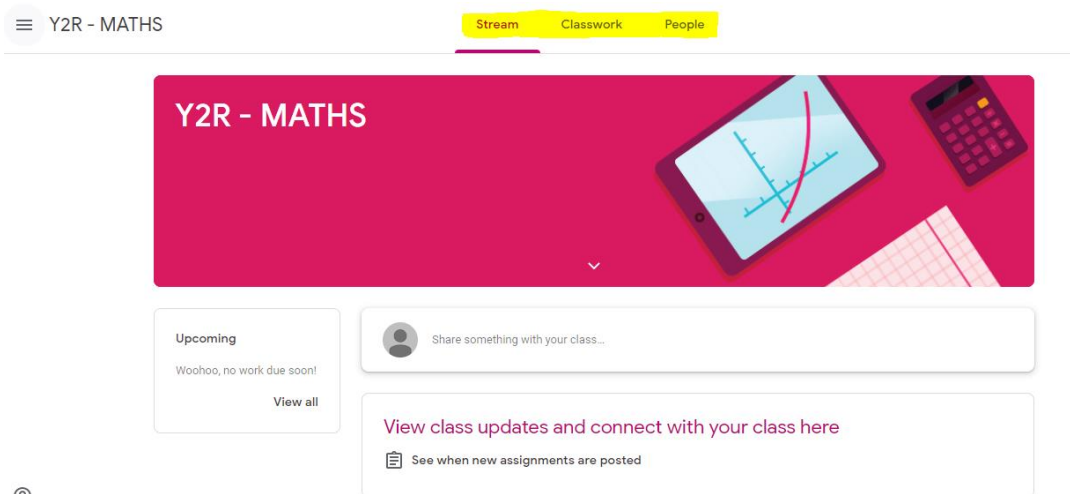 Y2R - MATHS
Stream Classwork People
Y2R - MATHS
Upcoming
Woohoo, no work due soon!
View all
Share something with your class...
View class updates and connect with your class here
See when new assignments are posted